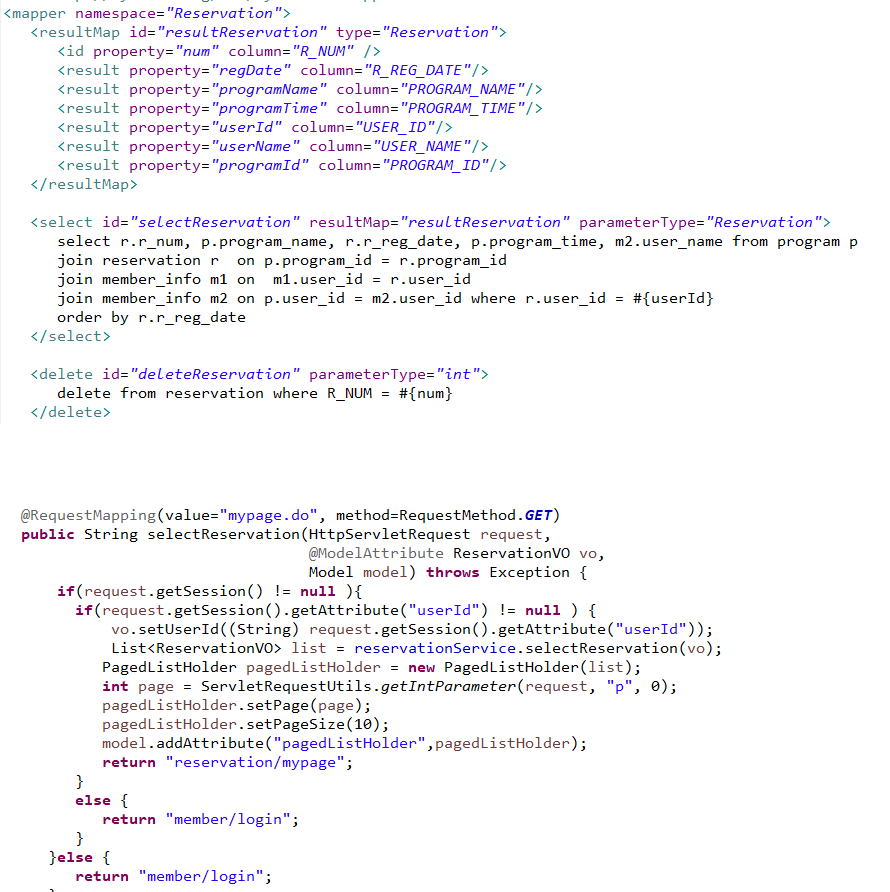 <mapper namespace="Reservation">
<resultMap id="resultReservation" type="Reservation">
<id property="num" column="R_NUM" />
<result property="regDate" column="R_REG_DATE"/>
<result property="programName" column="PROGRAM_NAME"/>
<result property="programTime" column="PROGRAM_TIME"/>
<result property="userId" column="USER_ID"/>
<result property="userName" column="USER_NAME"/>
<result property="programId" column="PROGRAM_ID"/>
</resultMap>
<select id="selectReservation" resultMap="resultReservation" parameterType="Reservation">
select r.r_num, p.program_name, r.r_reg_date, p.program_time, m2.user_name from program p
join reservation r  on p.program_id = r.program_id
join member_info m1 on  m1.user_id = r.user_id
join member_info m2 on p.user_id = m2.user_id where r.user_id = #{userId}
order by r.r_reg_date
</select>
<delete id="deleteReservation" parameterType="int">
delete from reservation where R_NUM = #{num}
</delete>
@RequestMapping(value="mypage.do", method=RequestMethod.GET)
public String selectReservation(HttpServletRequest request,
@ModelAttribute ReservationVO vo,
Model model) throws Exception {
if(request.getSession() != null ){
if(request.getSession().getAttribute("userId") != null ) {
vo.setUserId((String) request.getSession().getAttribute("userId"));
List<ReservationVO> list = reservationService.selectReservation(vo);
PagedListHolder pagedListHolder = new PagedListHolder(list);
int page = ServletRequestUtils.getIntParameter(request, "p", 0);
pagedListHolder.setPage(page);
pagedListHolder.setPageSize(10);
model.addAttribute("pagedListHolder",pagedListHolder);
return "reservation/mypage";
}
else {
return "member/login";
}
}else {
return "member/login";